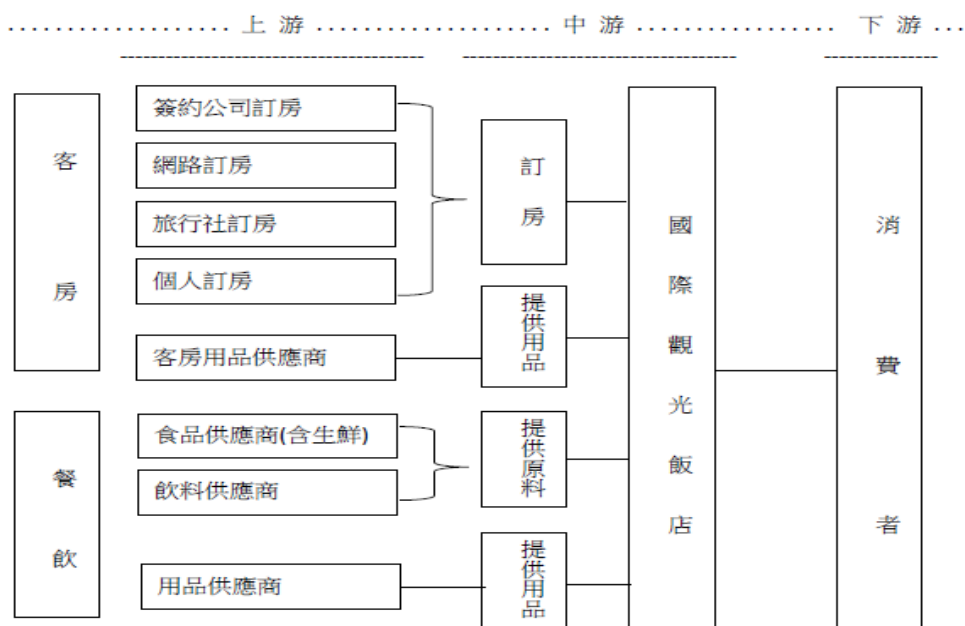 上游 中游 下游
客房
簽約公司訂房
網路訂房
旅行社訂房
個人訂房
客房用品供應商
訂房
提供用品
餐飲
食品供應商(含生鮮)
飲料供應商
用品供應商
提供原料
提供用品
國際觀光飯店
消費者